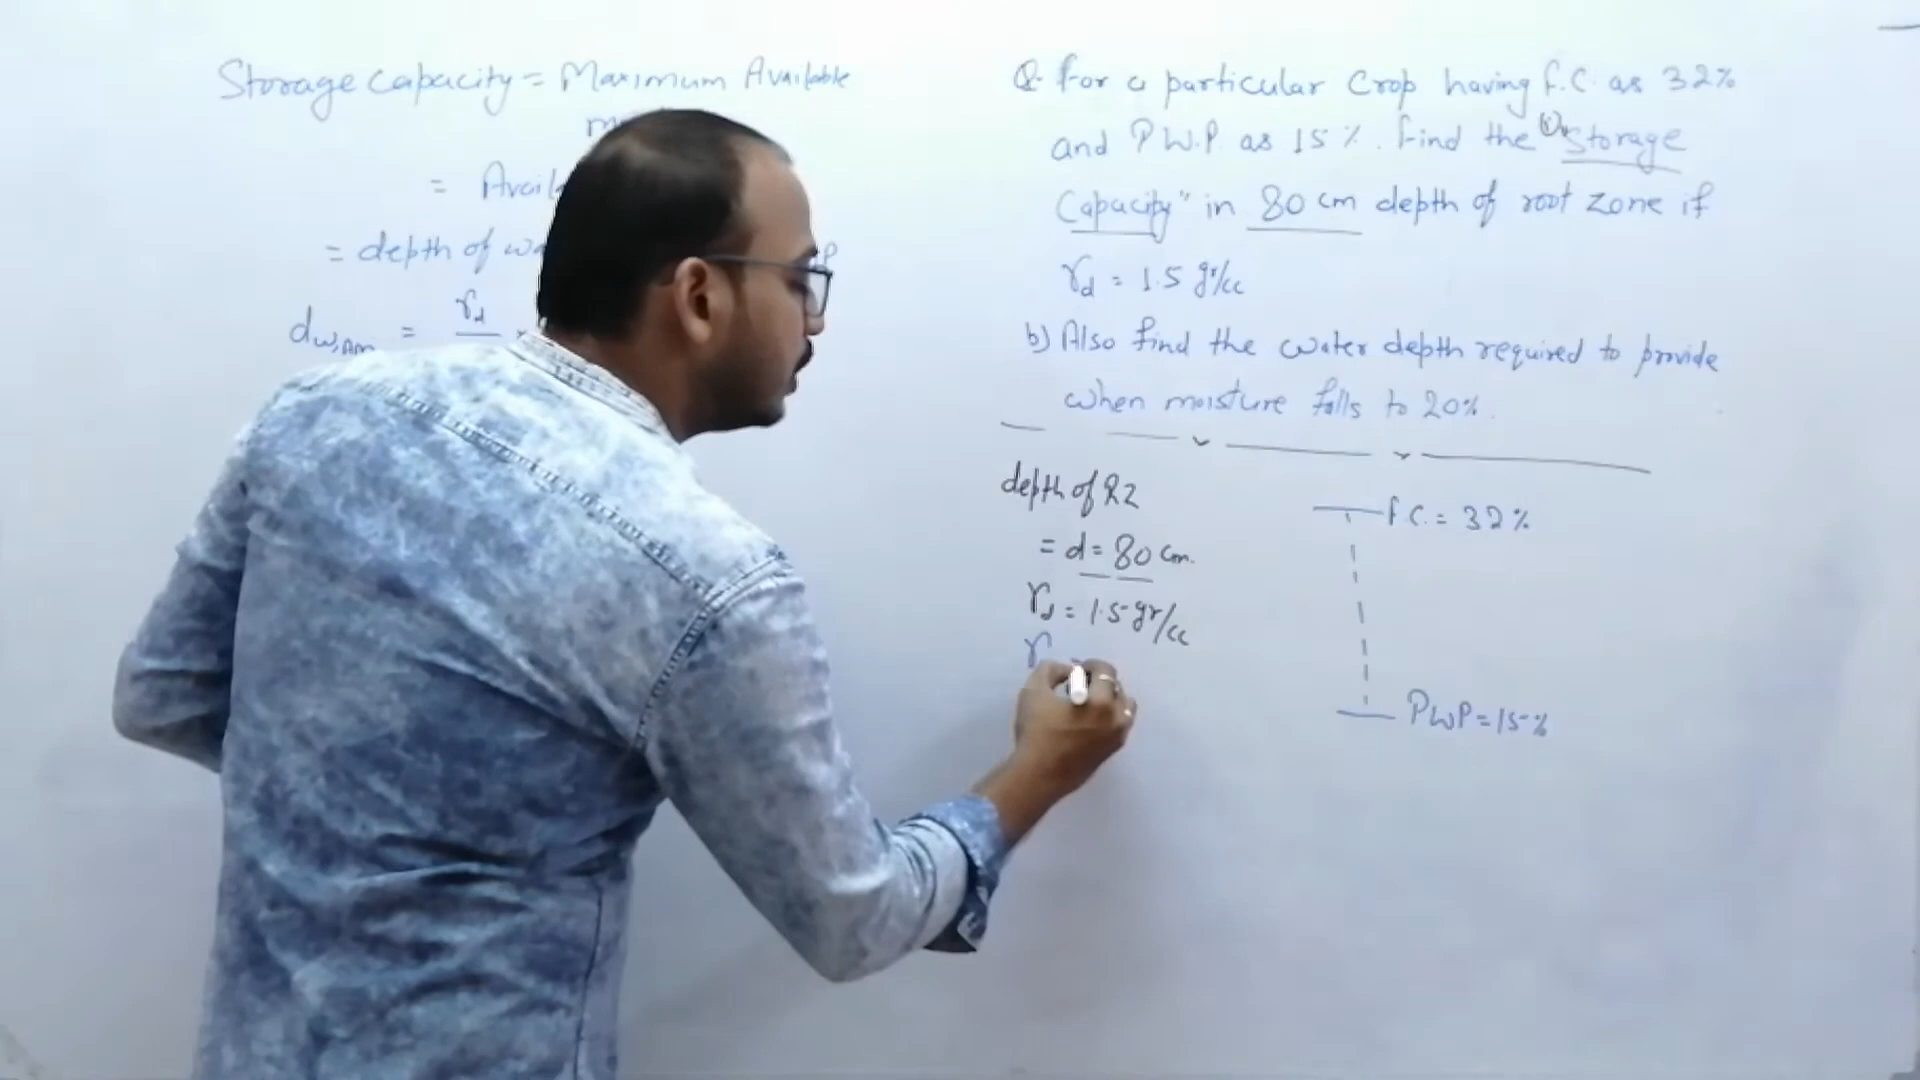 Storage Capacity = Maximum Available
= Avail
= depth of wa
dw,AM = γd
Q. for a particular Crop having f.C. as 32%
and P.W.P. as 15%. find the (1) "Storage
Capacity" in 80 cm depth of root zone if
γd = 1.5 gr/cc
b) Also find the water depth required to provide
when moisture falls to 20%.
depth of RZ
= d = 80 cm.
γd = 1.5 gr/cc
γ =
f.C. = 32%
PWP = 15%